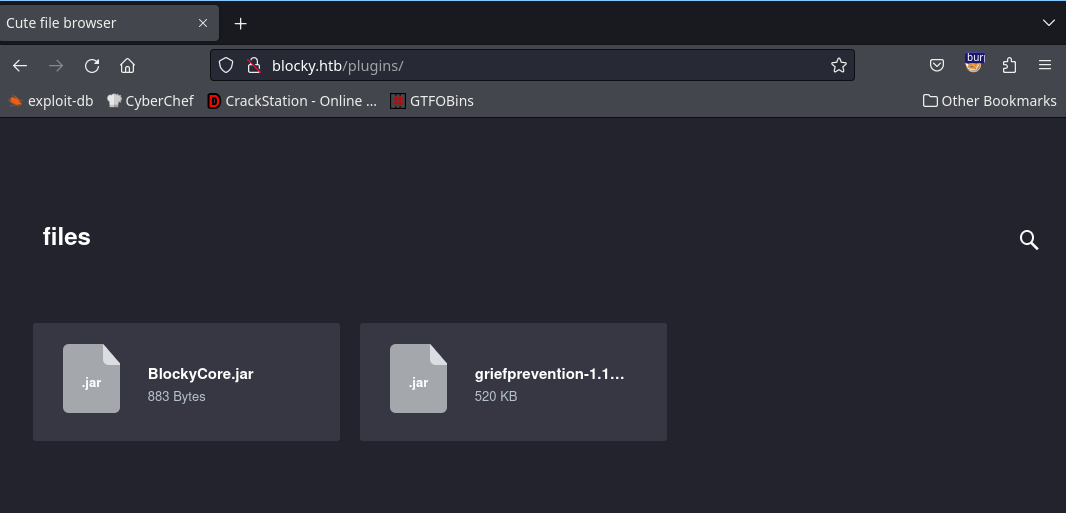 Cute file browser
blocky.htb/plugins/
bur
exploit-db CyberChef CrackStation - Online ... GTFOBins Other Bookmarks
files
.jar BlockyCore.jar
883 Bytes
.jar griefprevention-1.1...
520 KB